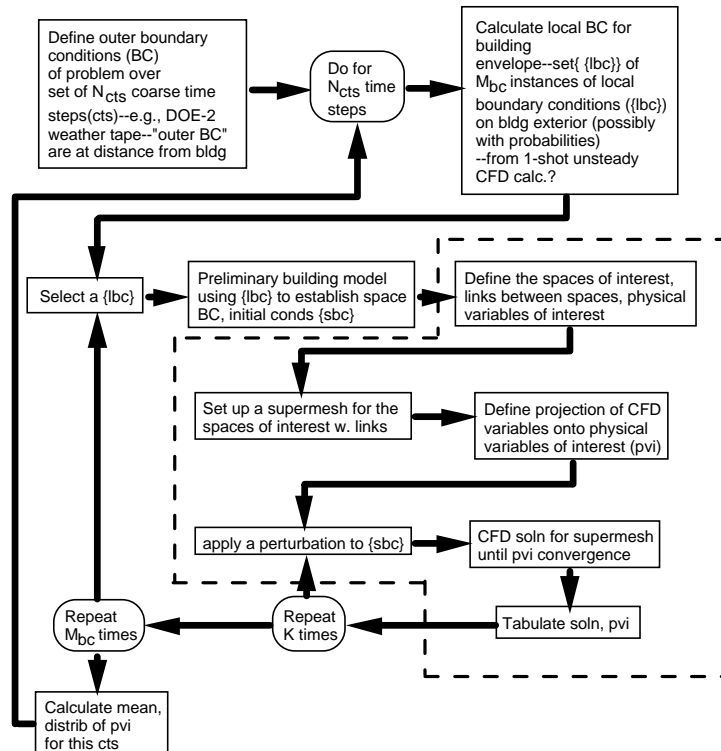 Define outer boundary
conditions (BC)
of problem over
set of Ncts coarse time
steps(cts)--e.g., DOE-2
weather tape--"outer BC"
are at distance from bldg
Do for
Ncts time
steps
Calculate local BC for
building
envelope--set{ {lbc}} of
Mbc instances of local
boundary conditions ({lbc})
on bldg exterior (possibly
with probabilities)
--from 1-shot unsteady
CFD calc.?
Select a {lbc}
Preliminary building model
using {lbc} to establish space
BC, initial conds {sbc}
Define the spaces of interest,
links between spaces, physical
variables of interest
Set up a supermesh for the
spaces of interest w. links
Define projection of CFD
variables onto physical
variables of interest (pvi)
apply a perturbation to {sbc}
CFD soln for supermesh
until pvi convergence
Tabulate soln, pvi
Repeat
K times
Repeat
Mbc times
Calculate mean,
distrib of pvi
for this cts